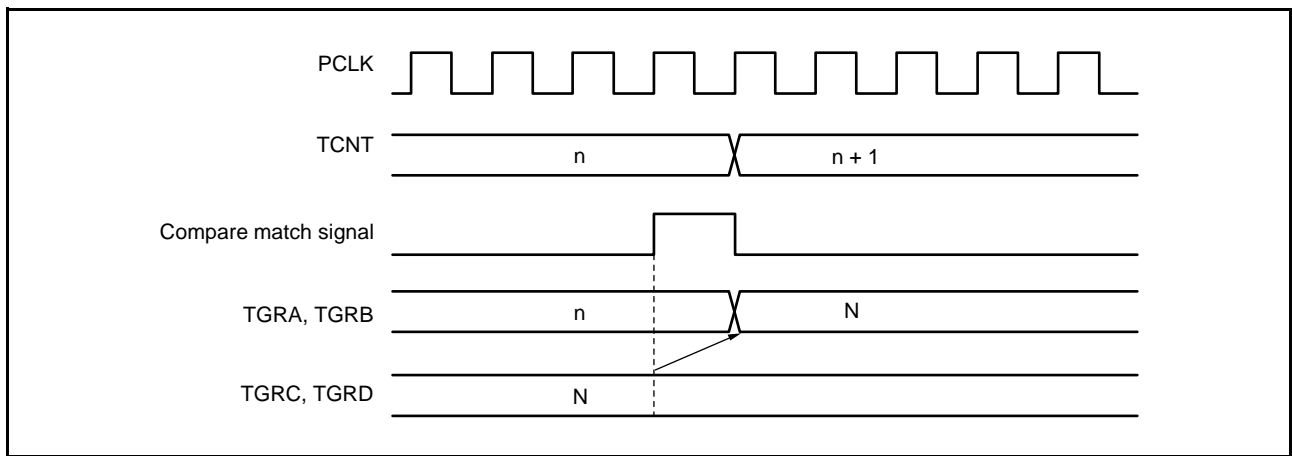 PCLK
TCNT n n + 1
Compare match signal
TGRA, TGRB n N
TGRC, TGRD N